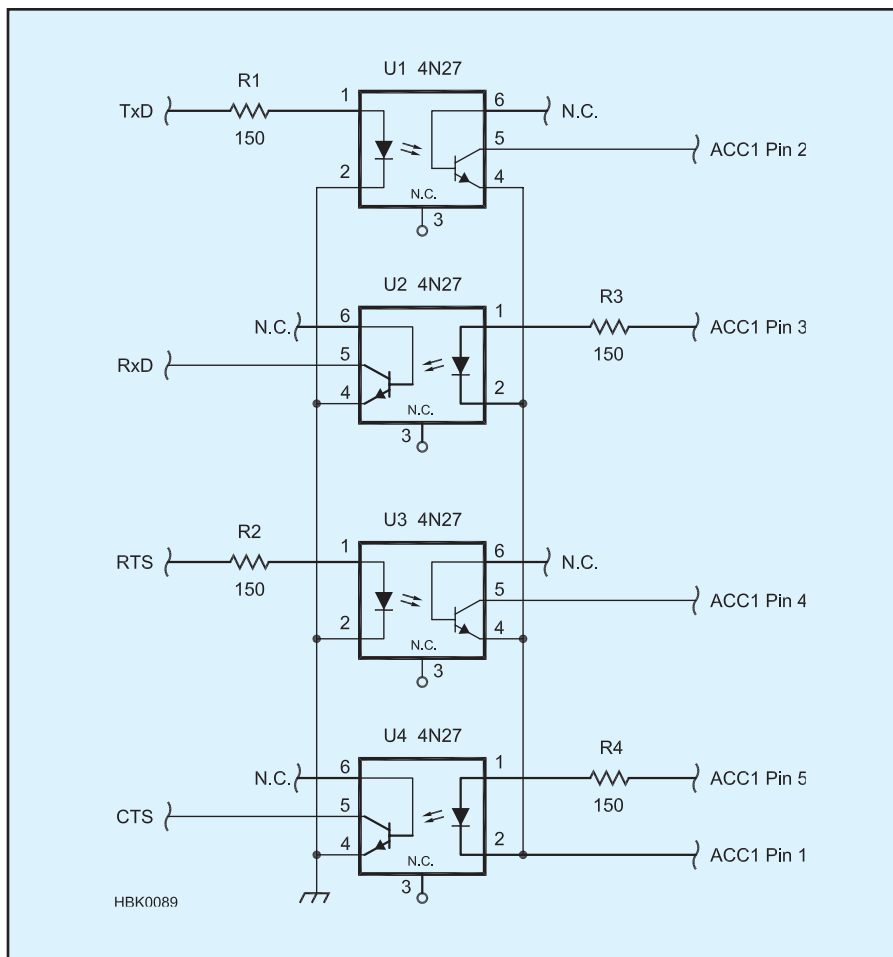 U1 4N27
R1
TxD
150
1
2
6
N.C.
5
ACC1 Pin 2
4
N.C.
3
U2 4N27
N.C.
6
1
R3
150
ACC1 Pin 3
RxD
5
4
2
N.C.
3
U3 4N27
R2
RTS
150
1
2
6
N.C.
5
ACC1 Pin 4
4
N.C.
3
U4 4N27
N.C.
6
1
R4
150
ACC1 Pin 5
CTS
5
4
2
ACC1 Pin 1
N.C.
3
HBK0089